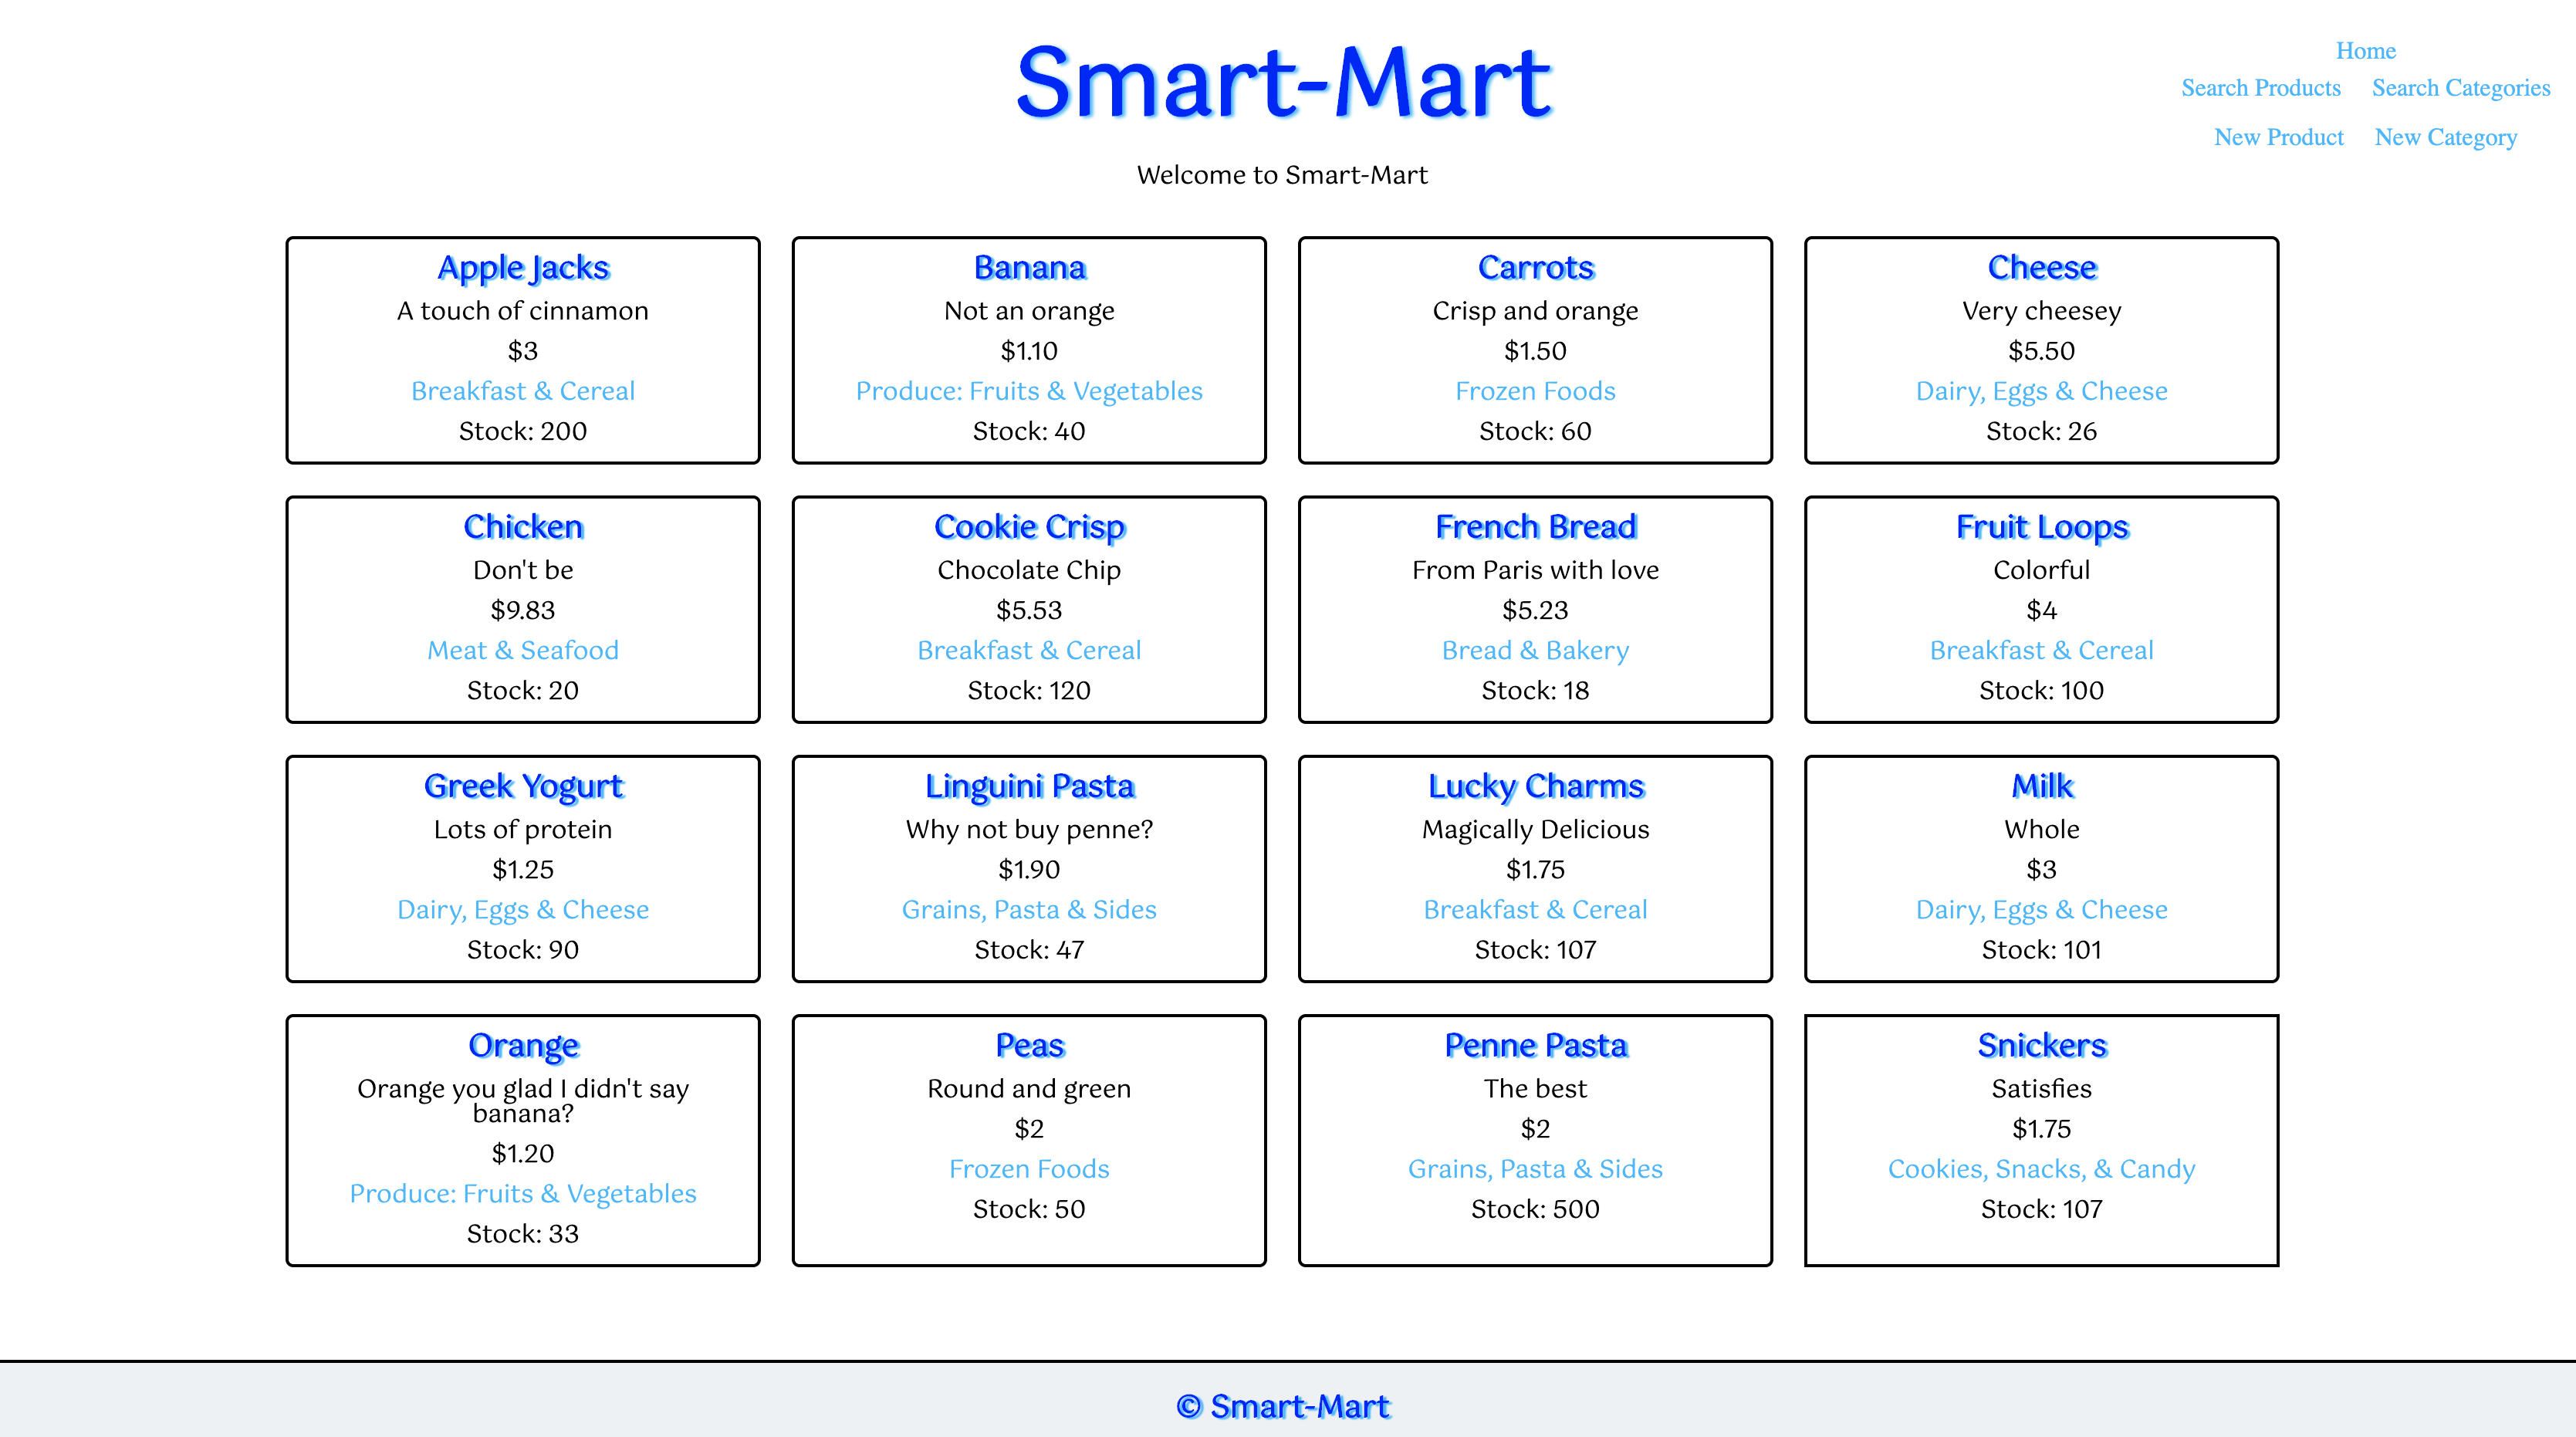 Smart-Mart
Home
Search Products Search Categories
New Product New Category
Welcome to Smart-Mart
Apple Jacks
A touch of cinnamon
$3
Breakfast & Cereal
Stock: 200
Banana
Not an orange
$1.10
Produce: Fruits & Vegetables
Stock: 40
Carrots
Crisp and orange
$1.50
Frozen Foods
Stock: 60
Cheese
Very cheesey
$5.50
Dairy, Eggs & Cheese
Stock: 26
Chicken
Don't be
$9.83
Meat & Seafood
Stock: 20
Cookie Crisp
Chocolate Chip
$5.53
Breakfast & Cereal
Stock: 120
French Bread
From Paris with love
$5.23
Bread & Bakery
Stock: 18
Fruit Loops
Colorful
$4
Breakfast & Cereal
Stock: 100
Greek Yogurt
Lots of protein
$1.25
Dairy, Eggs & Cheese
Stock: 90
Linguini Pasta
Why not buy penne?
$1.90
Grains, Pasta & Sides
Stock: 47
Lucky Charms
Magically Delicious
$1.75
Breakfast & Cereal
Stock: 107
Milk
Whole
$3
Dairy, Eggs & Cheese
Stock: 101
Orange
Orange you glad I didn't say
banana?
$1.20
Produce: Fruits & Vegetables
Stock: 33
Peas
Round and green
$2
Frozen Foods
Stock: 50
Penne Pasta
The best
$2
Grains, Pasta & Sides
Stock: 500
Snickers
Satisfies
$1.75
Cookies, Snacks, & Candy
Stock: 107
© Smart-Mart